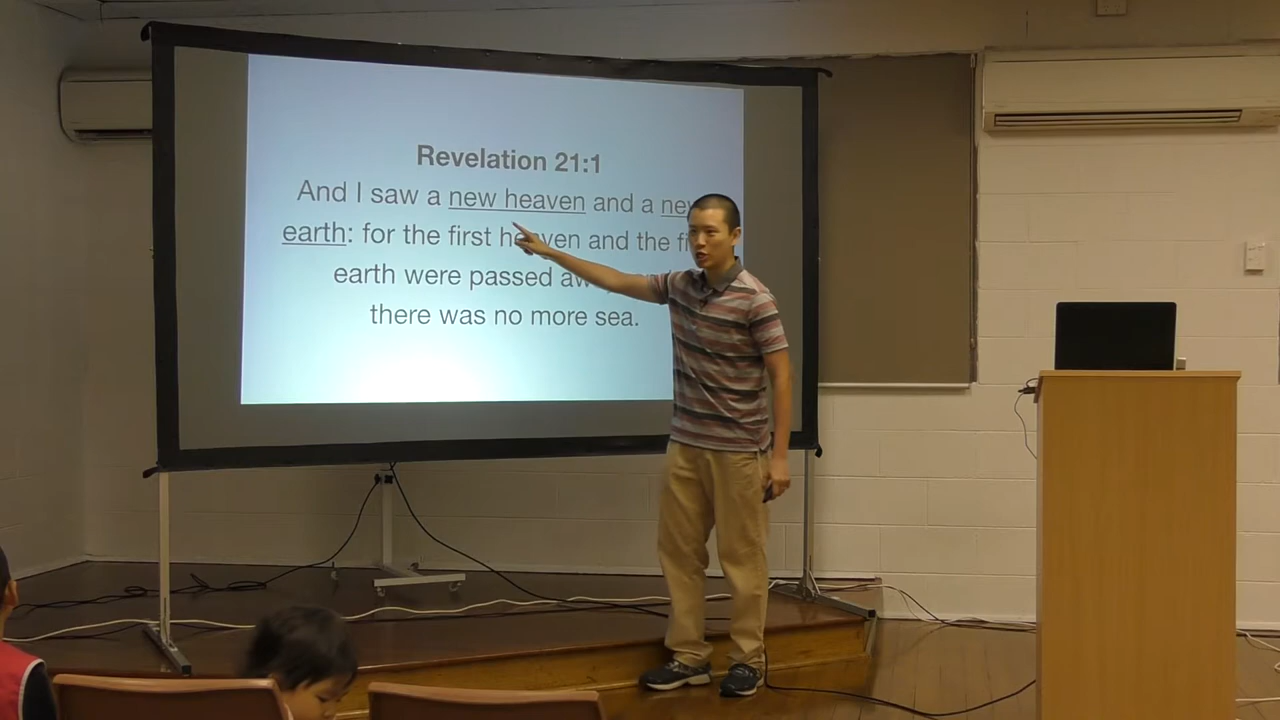 Revelation 21:1
And I saw a new heaven and a new
earth: for the first heaven and the
earth were passed
there was no more sea.